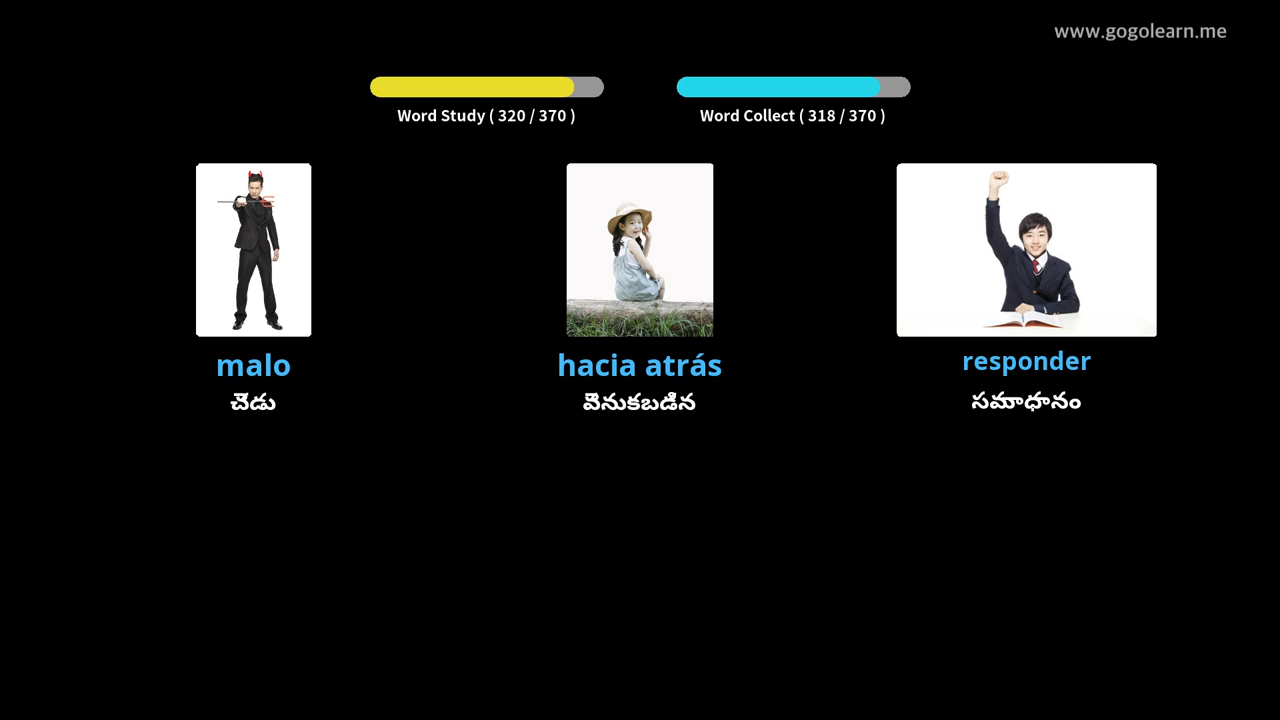 www.gogolearn.me
Word Study ( 320 / 370 )
Word Collect ( 318 / 370 )
malo
చెడు
hacia atrás
వెనుకబడిన
responder
సమాధానం